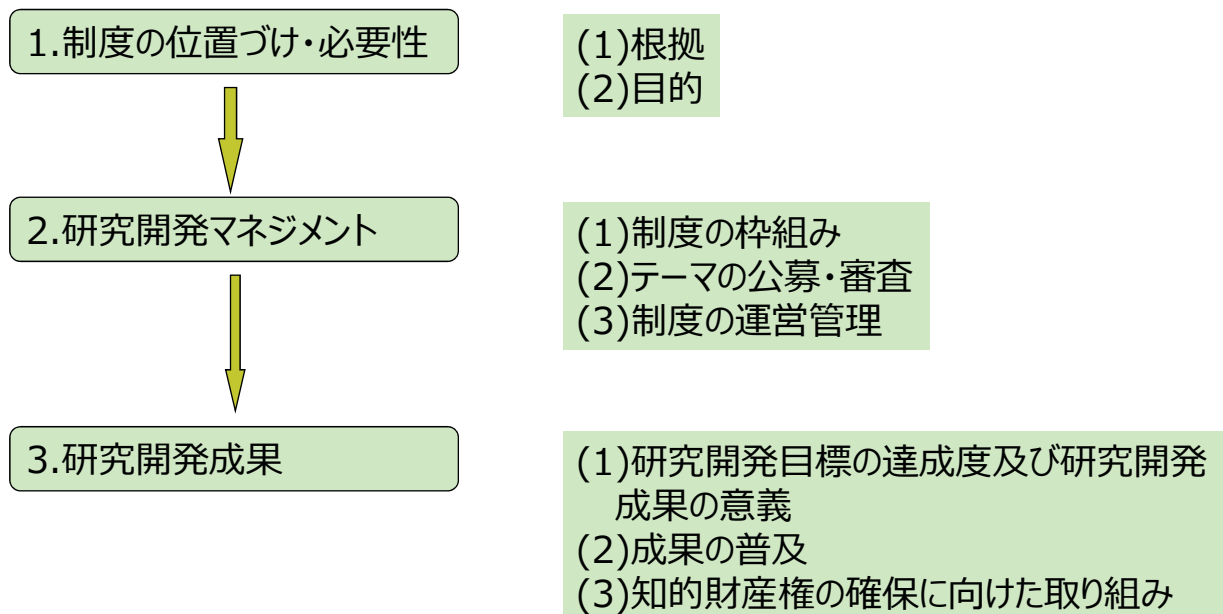 1.制度の位置づけ・必要性
(1)根拠
(2)目的
2.研究開発マネジメント
(1)制度の枠組み
(2)テーマの公募・審査
(3)制度の運営管理
3.研究開発成果
(1)研究開発目標の達成度及び研究開発
成果の意義
(2)成果の普及
(3)知的財産権の確保に向けた取り組み